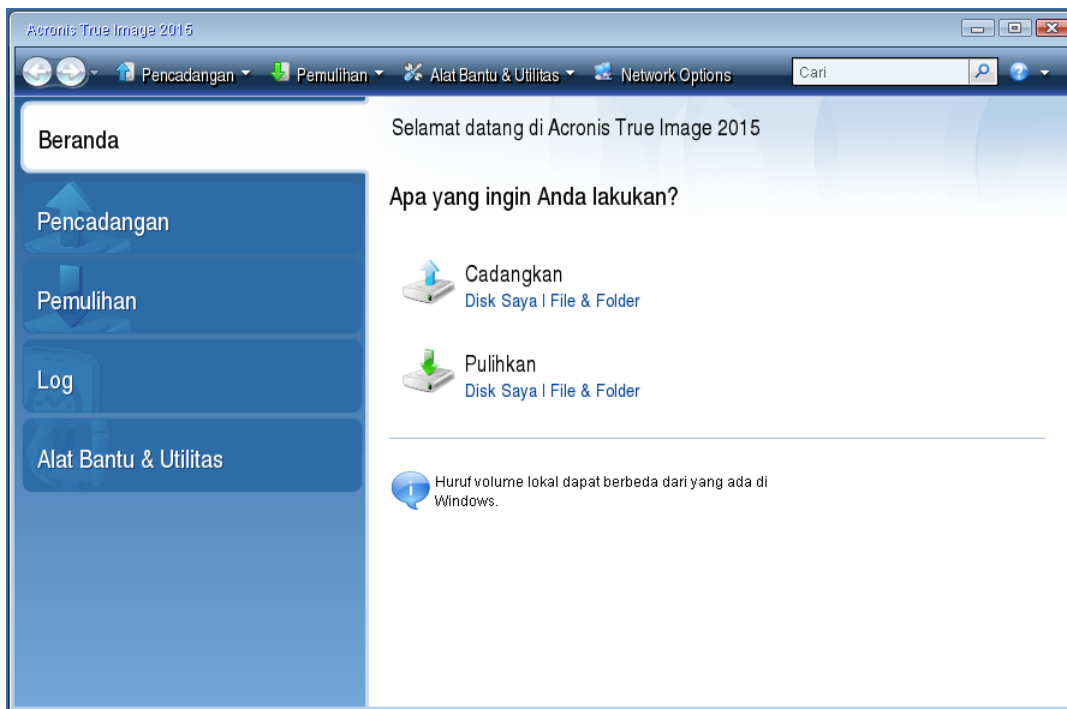 Acronis True Image 2015
Pencadangan Pemulihan Alat Bantu & Utilitas Network Options Cari
Beranda
Pencadangan
Pemulihan
Log
Alat Bantu & Utilitas
Selamat datang di Acronis True Image 2015
Apa yang ingin Anda lakukan?
Cadangkan
Disk Saya | File & Folder
Pulihkan
Disk Saya | File & Folder
Huruf volume lokal dapat berbeda dari yang ada di
Windows.